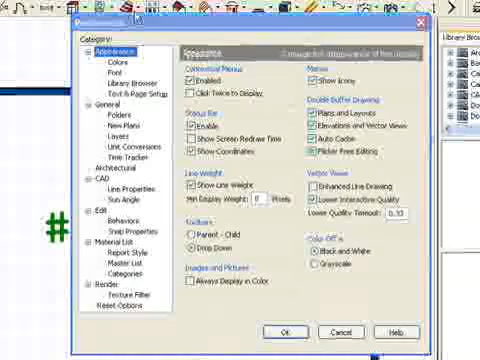 Library Brow
Category:
Appearance
Colors
Font
Library Browser
Text & Page Setup
General
Folders
New Plans
Layers
Unit Conversions
Time Tracker
Architectural
CAD
Line Properties
Sun Angle
Edit
Behaviors
Snap Properties
Material List
Report Style
Master List
Categories
Render
Texture Filter
Reset Options
Appearance
Contextual Menus
Enabled
Click Twice to Display
Status Bar
Enable
Show Screen Redraw Time
Show Coordinates
Line Weight
Show Line Weight
Min Display Weight: 0 Pixels
Toolbars
Parent - Child
Drop Down
Images and Pictures
Always Display in Color
Menus
Show Icons
Double Buffer Drawing
Plans and Layouts
Elevations and Vector Views
Auto Cache
Flicker Free Editing
Vector Views
Enhanced Line Drawing
Lower Interactive Quality
Lower Quality Timeout:
Color Off is
Black and White
Grayscale
OK
Cancel
Help